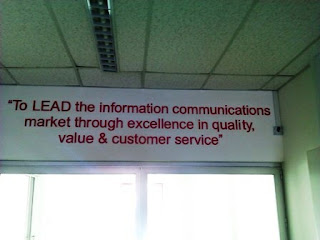 "To LEAD the information communications
market through excellence in quality,
value & customer service"